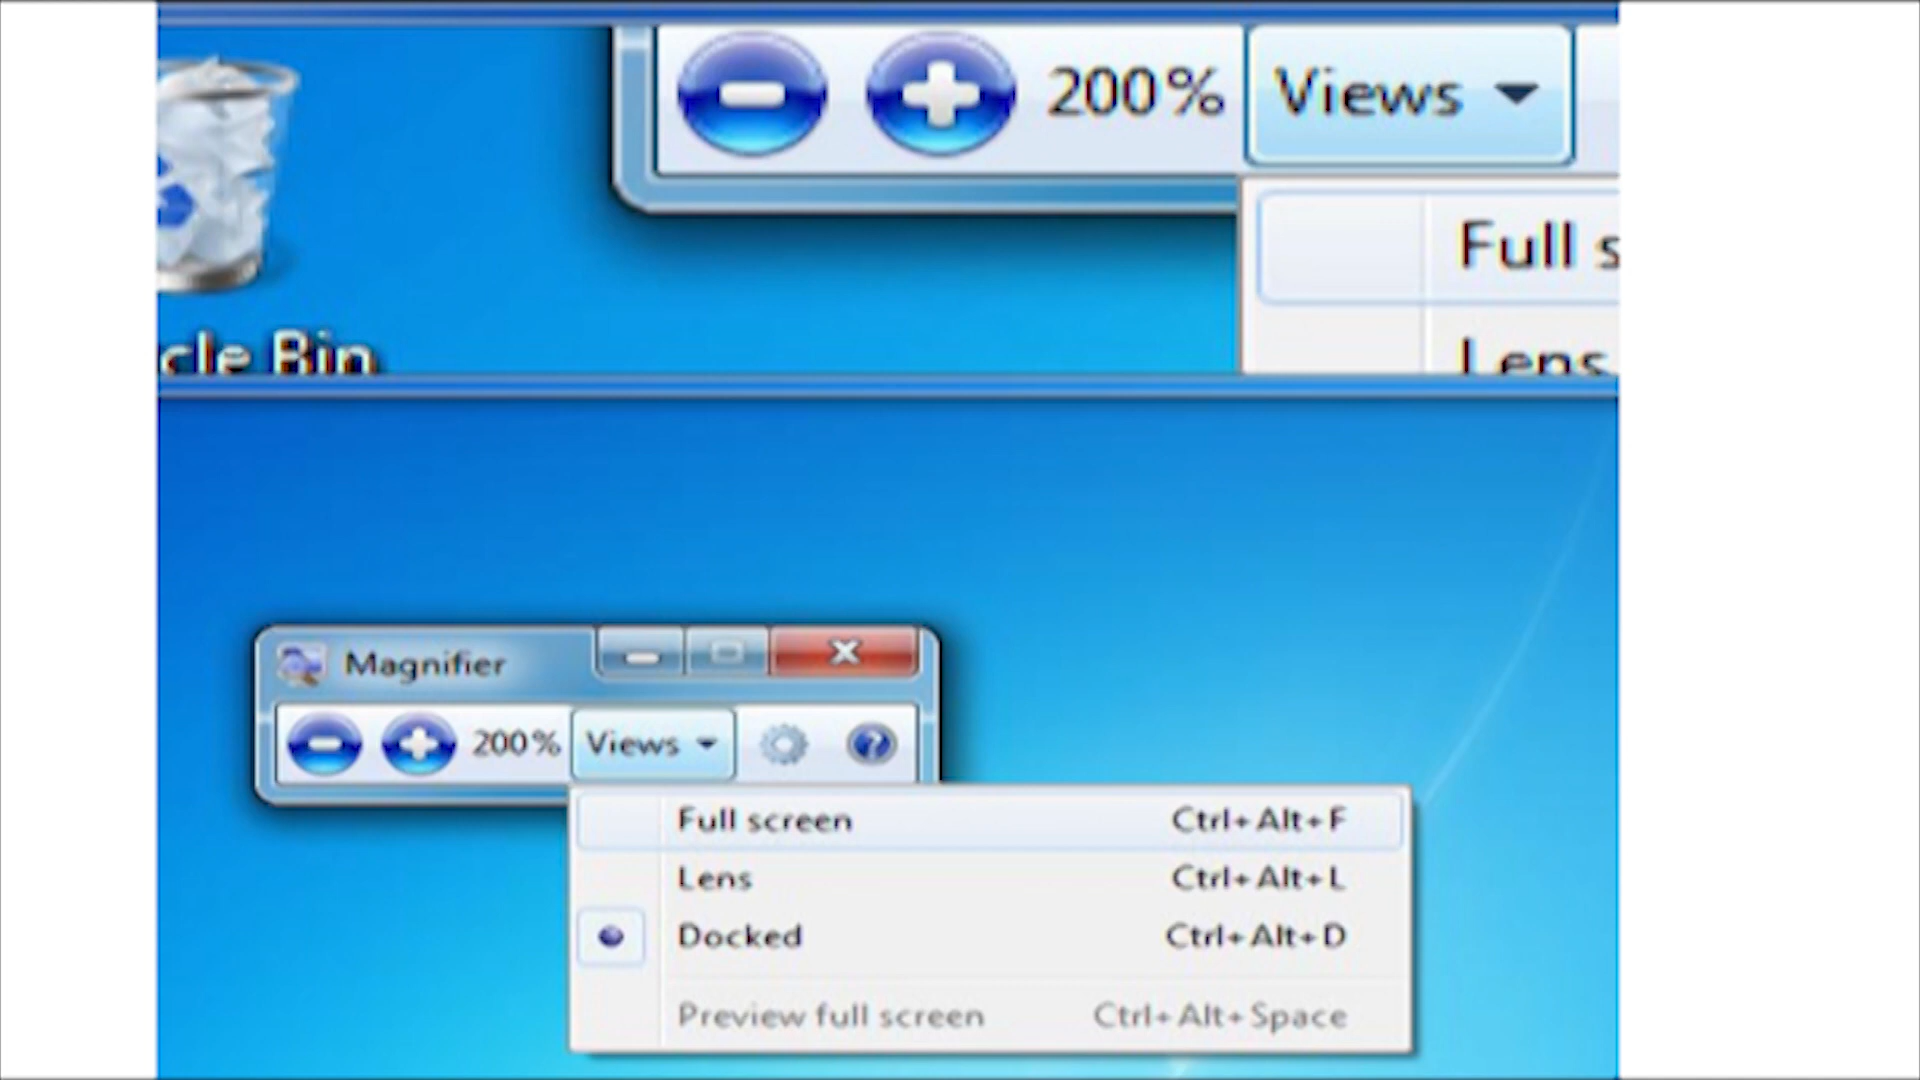 200%
Views
Full s
Lens
cle Bin
Magnifier
200%
Views
Full screen Ctrl+Alt+F
Lens Ctrl+Alt+L
Docked Ctrl+Alt+D
Preview full screen Ctrl+Alt+Space